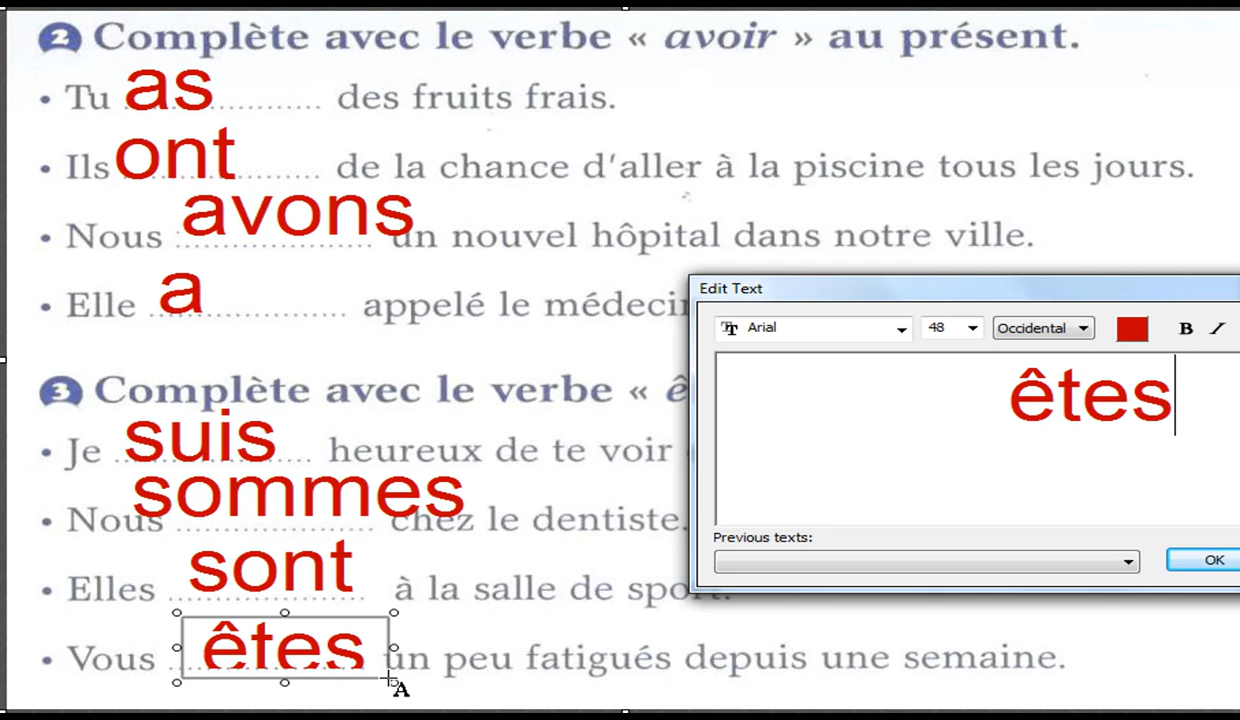 2 Complète avec le verbe « avoir » au présent.
• Tu as des fruits frais.
• Ils ont de la chance d'aller à la piscine tous les jours.
• Nous avons un nouvel hôpital dans notre ville.
• Elle a appelé le médecin
3 Complète avec le verbe « ê
• Je suis heureux de te voir
• Nous sommes chez le dentiste.
• Elles sont à la salle de sport.
• Vous êtes un peu fatigués depuis une semaine.
A
Edit Text
Arial 48 Occidental B I
êtes
Previous texts:
OK